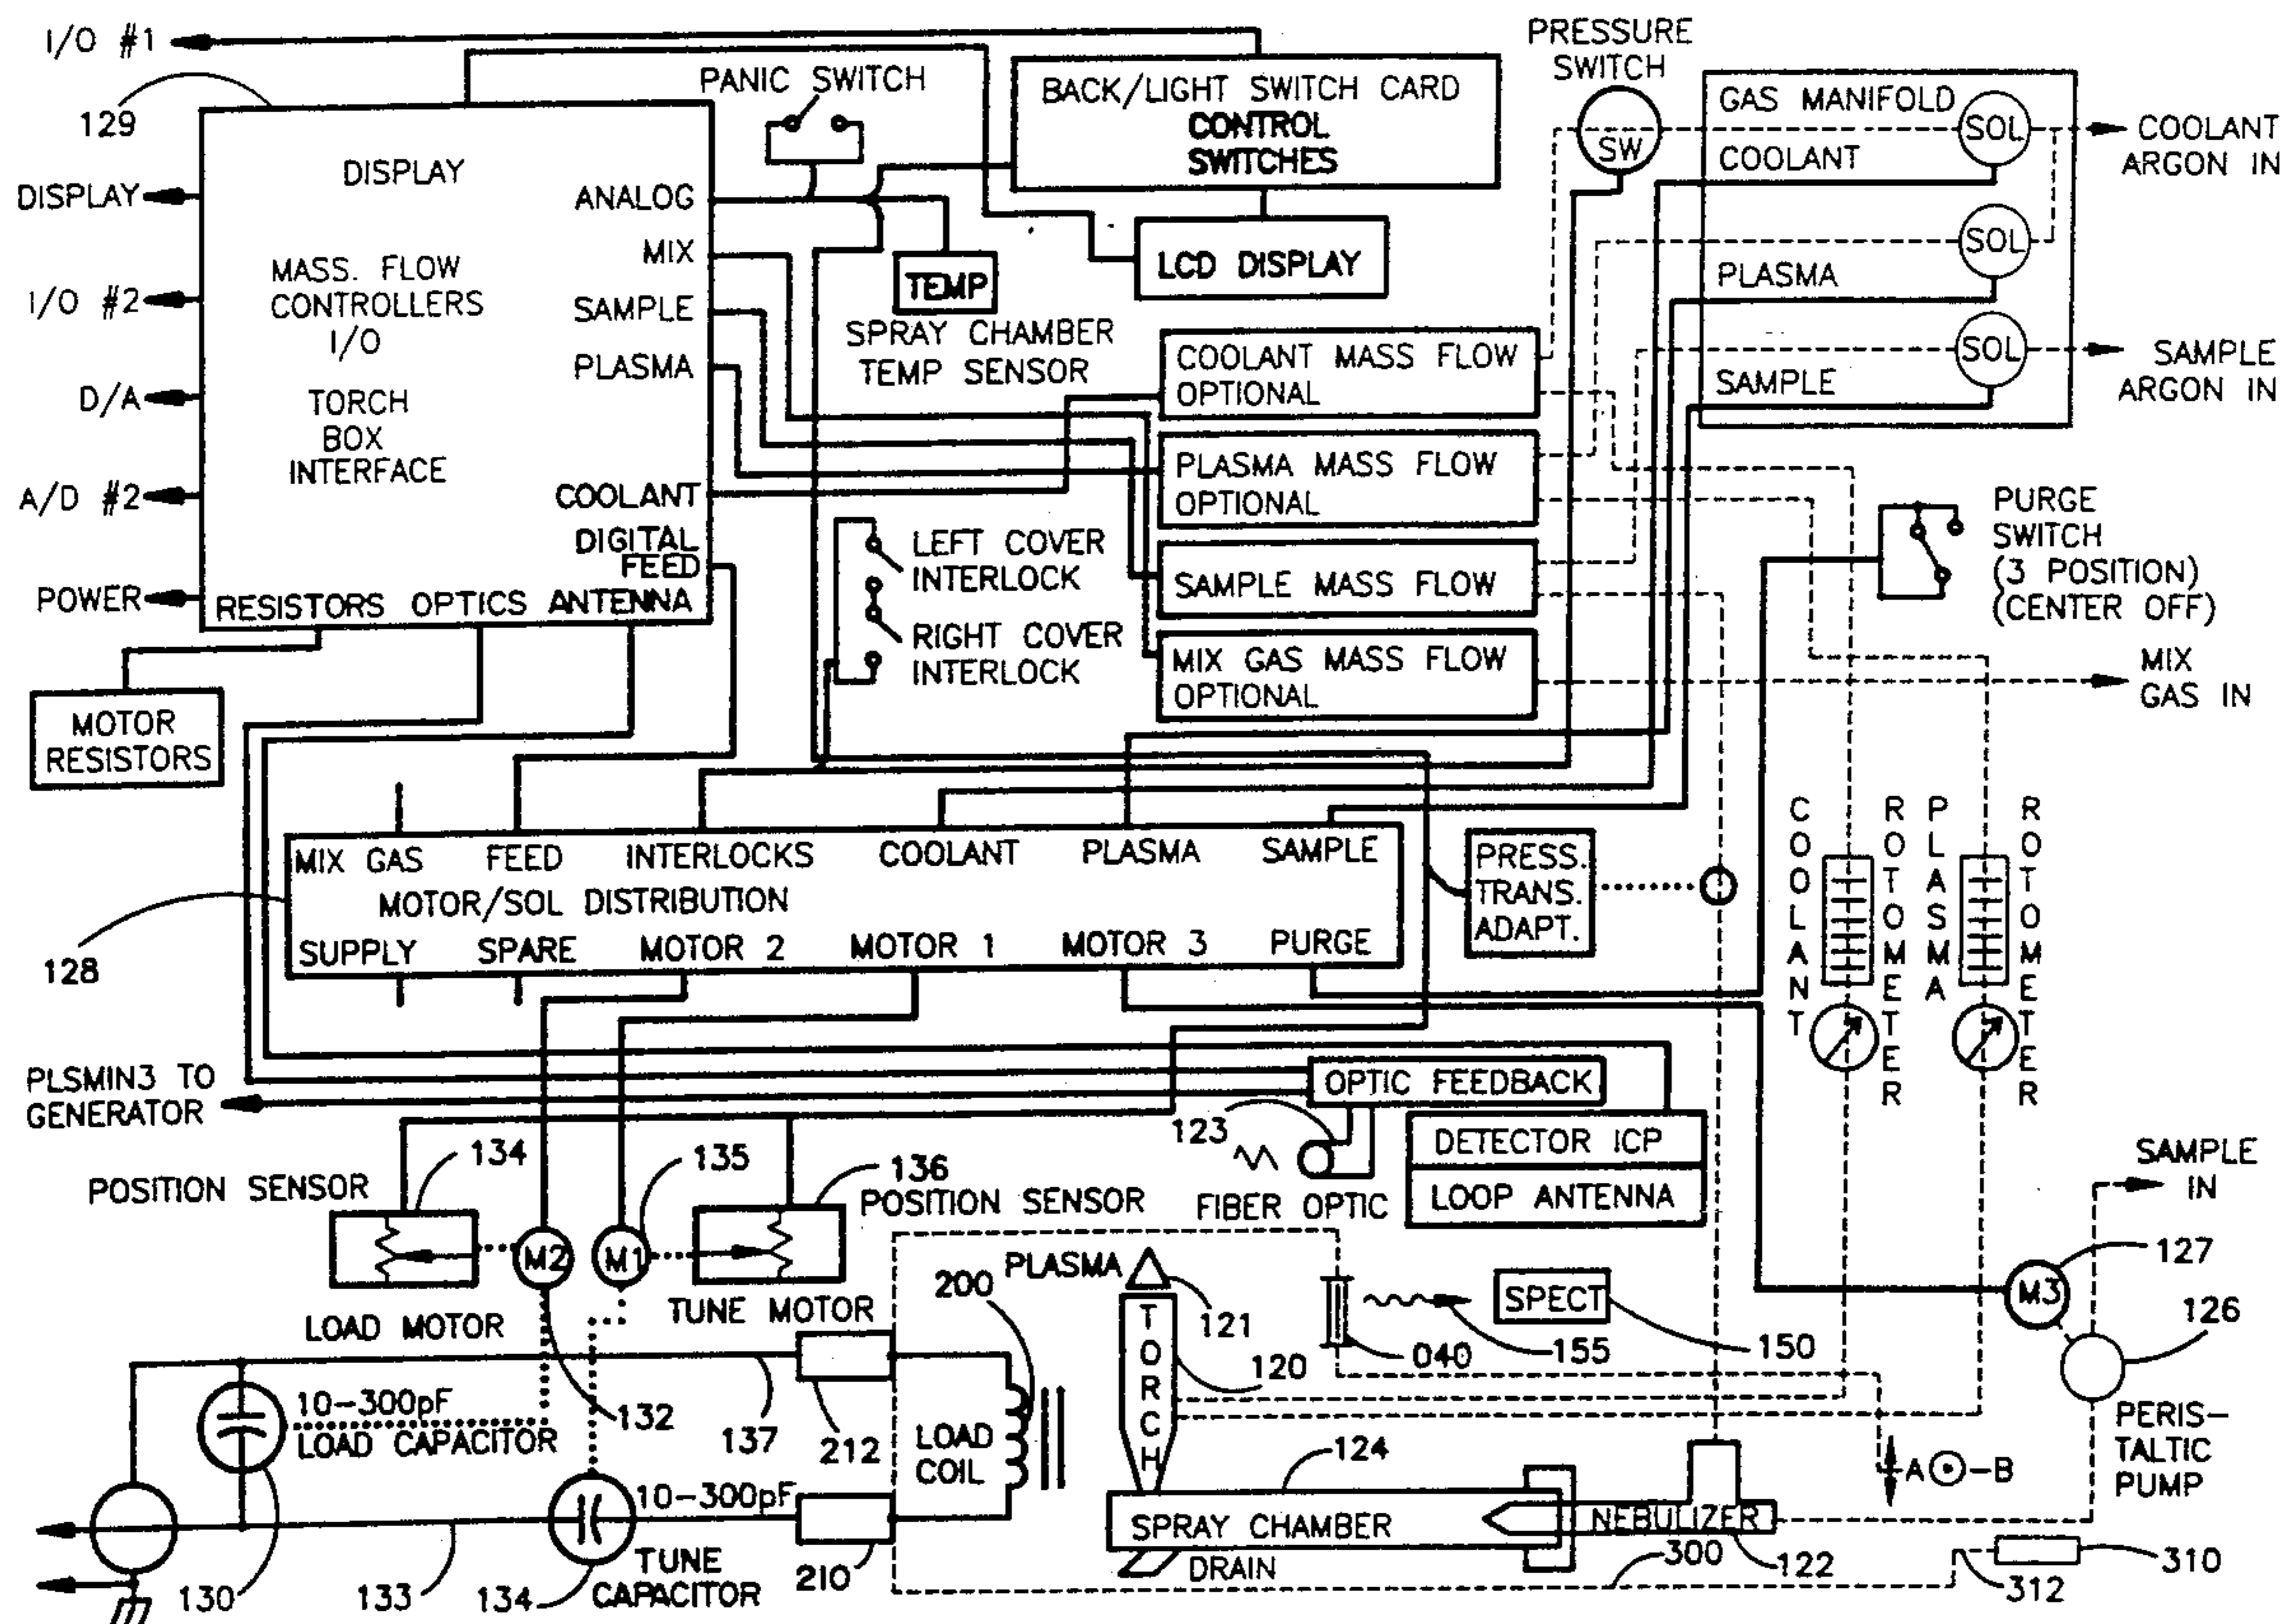 I/O #1
129
DISPLAY
I/O #2
D/A
A/D #2
POWER
DISPLAY
MASS. FLOW
CONTROLLERS
I/O
TORCH
BOX
INTERFACE
ANALOG
MIX
SAMPLE
PLASMA
COOLANT
DIGITAL
FEED
RESISTORS OPTICS ANTENNA
MOTOR
RESISTORS
PANIC SWITCH
BACK/LIGHT SWITCH CARD
CONTROL
SWITCHES
LCD DISPLAY
TEMP
SPRAY CHAMBER
TEMP SENSOR
PRESSURE
SWITCH
SW
GAS MANIFOLD
SOL
COOLANT
SOL
PLASMA
SOL
SAMPLE
COOLANT
ARGON IN
SAMPLE
ARGON IN
COOLANT MASS FLOW
OPTIONAL
PLASMA MASS FLOW
OPTIONAL
SAMPLE MASS FLOW
MIX GAS MASS FLOW
OPTIONAL
LEFT COVER
INTERLOCK
RIGHT COVER
INTERLOCK
PURGE
SWITCH
(3 POSITION)
(CENTER OFF)
MIX
GAS IN
MIX GAS FEED INTERLOCKS COOLANT PLASMA SAMPLE
MOTOR/SOL DISTRIBUTION
SUPPLY SPARE MOTOR 2 MOTOR 1 MOTOR 3 PURGE
128
PRESS.
TRANS.
ADAPT.
COOLANT
ROTOMETER
PLASMA
ROTOMETER
PLSMIN3 TO
GENERATOR
OPTIC FEEDBACK
123
FIBER OPTIC
DETECTOR ICP
LOOP ANTENNA
POSITION SENSOR
134
135
136
POSITION SENSOR
M2
M1
LOAD MOTOR
TUNE MOTOR
200
PLASMA
121
TORCH
120
040
155
SPECT
150
SAMPLE
IN
M3
127
126
PERIS-
TALTIC
PUMP
10-300pF
LOAD CAPACITOR
132
137
212
LOAD
COIL
124
A
B
10-300pF
SPRAY CHAMBER
NEBULIZER
DRAIN
300
122
312
310
130
133
134
TUNE
CAPACITOR
210